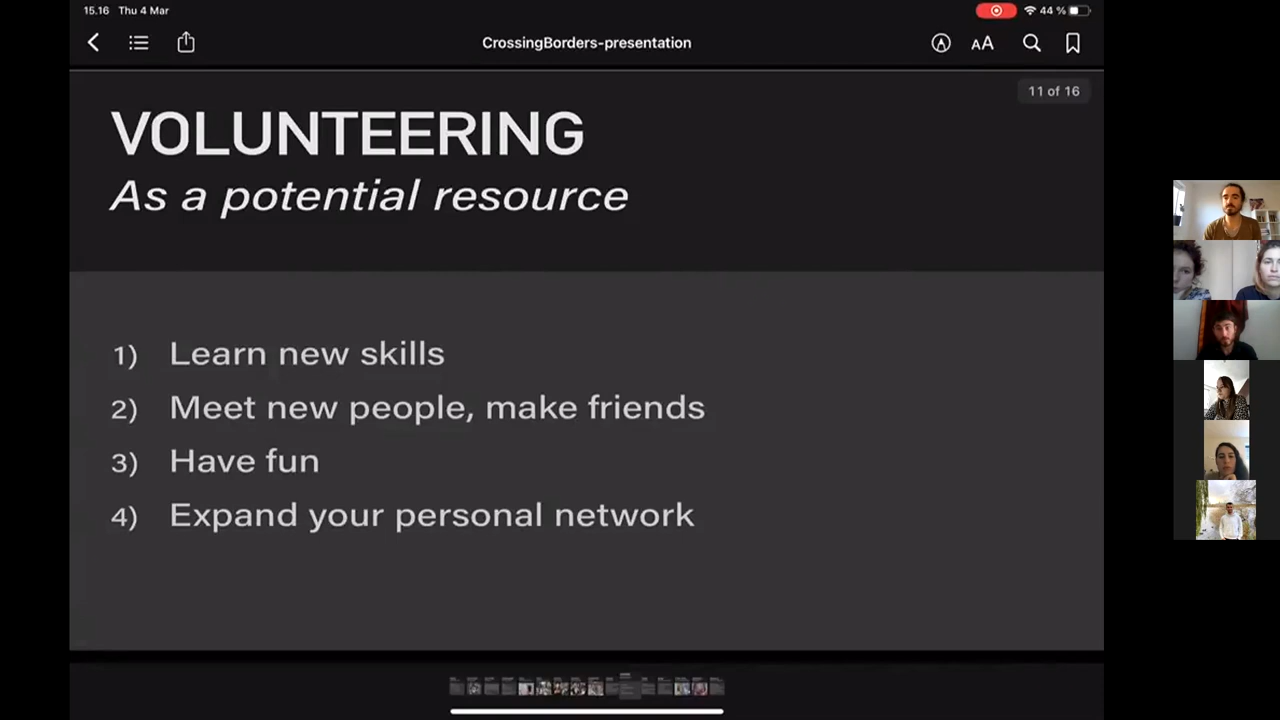 15.16 Thu 4 Mar
44 %
CrossingBorders-presentation
AA
11 of 16
VOLUNTEERING
As a potential resource
1) Learn new skills
2) Meet new people, make friends
3) Have fun
4) Expand your personal network